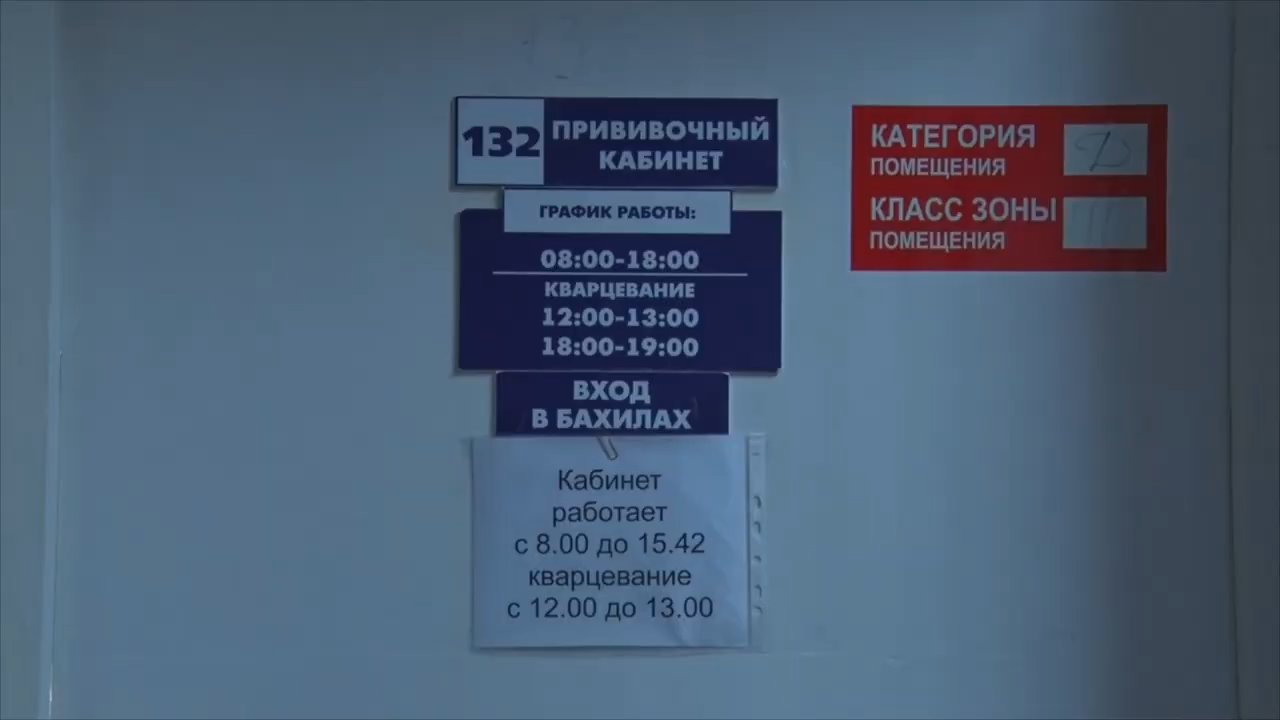 132
ПРИВИВОЧНЫЙ
КАБИНЕТ
ГРАФИК РАБОТЫ:
08:00-18:00
КВАРЦЕВАНИЕ
12:00-13:00
18:00-19:00
ВХОД
В БАХИЛАХ
Кабинет
работает
с 8.00 до 15.42
кварцевание
с 12.00 до 13.00
КАТЕГОРИЯ
ПОМЕЩЕНИЯ
КЛАСС ЗОНЫ
ПОМЕЩЕНИЯ